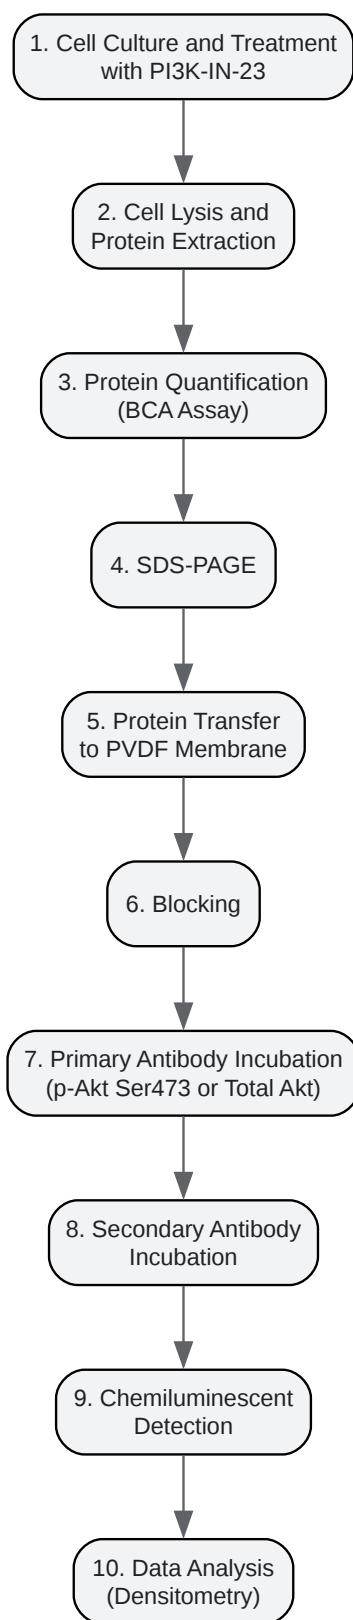 1. Cell Culture and Treatment
with PI3K-IN-23
2. Cell Lysis and
Protein Extraction
3. Protein Quantification
(BCA Assay)
4. SDS-PAGE
5. Protein Transfer
to PVDF Membrane
6. Blocking
7. Primary Antibody Incubation
(p-Akt Ser473 or Total Akt)
8. Secondary Antibody
Incubation
9. Chemiluminescent
Detection
10. Data Analysis
(Densitometry)